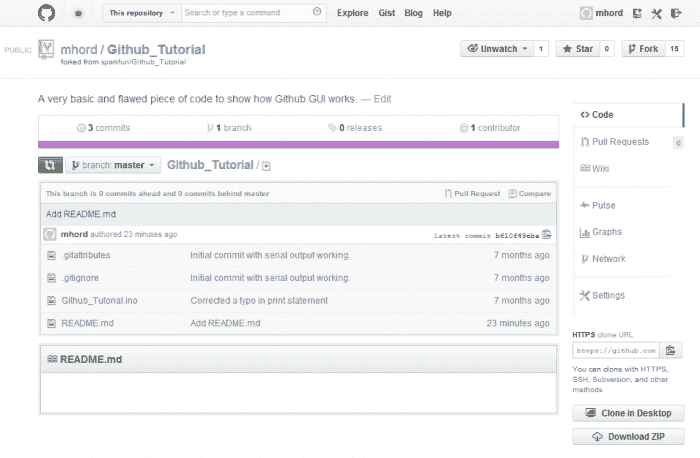 This repository Search or type a command Explore Gist Blog Help mhord
PUBLIC mhord / Github_Tutorial Unwatch 1 Star 0 Fork 15
forked from sparkfun/Github_Tutorial
A very basic and flawed piece of code to show how Github GUI works. — Edit
3 commits 1 branch 0 releases 1 contributor
branch: master Github_Tutorial /
This branch is 0 commits ahead and 0 commits behind master Pull Request Compare
Add README.md
mhord authored 23 minutes ago latest commit
.gitattributes Initial commit with serial output working. 7 months ago
.gitignore Initial commit with serial output working. 7 months ago
Github_Tutorial.ino Corrected a typo in print statement 7 months ago
README.md Add README.md 23 minutes ago
README.md
Code
Pull Requests 0
Wiki
Pulse
Graphs
Network
Settings
HTTPS clone URL
https://github.com
You can clone with HTTPS,
SSH, Subversion, and other
methods.
Clone in Desktop
Download ZIP